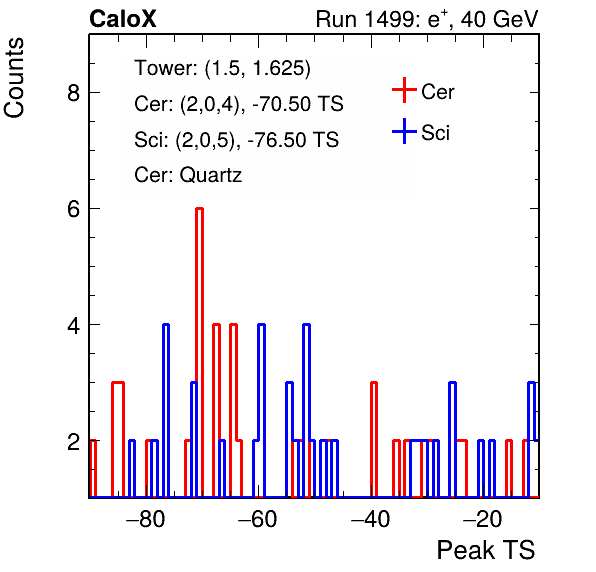 CaloX Run 1499: e⁺, 40 GeV
Counts
Tower: (1.5, 1.625)
Cer: (2,0,4), -70.50 TS
Sci: (2,0,5), -76.50 TS
Cer: Quartz
Cer
Sci
8
6
4
2
−80 −60 −40 −20
Peak TS